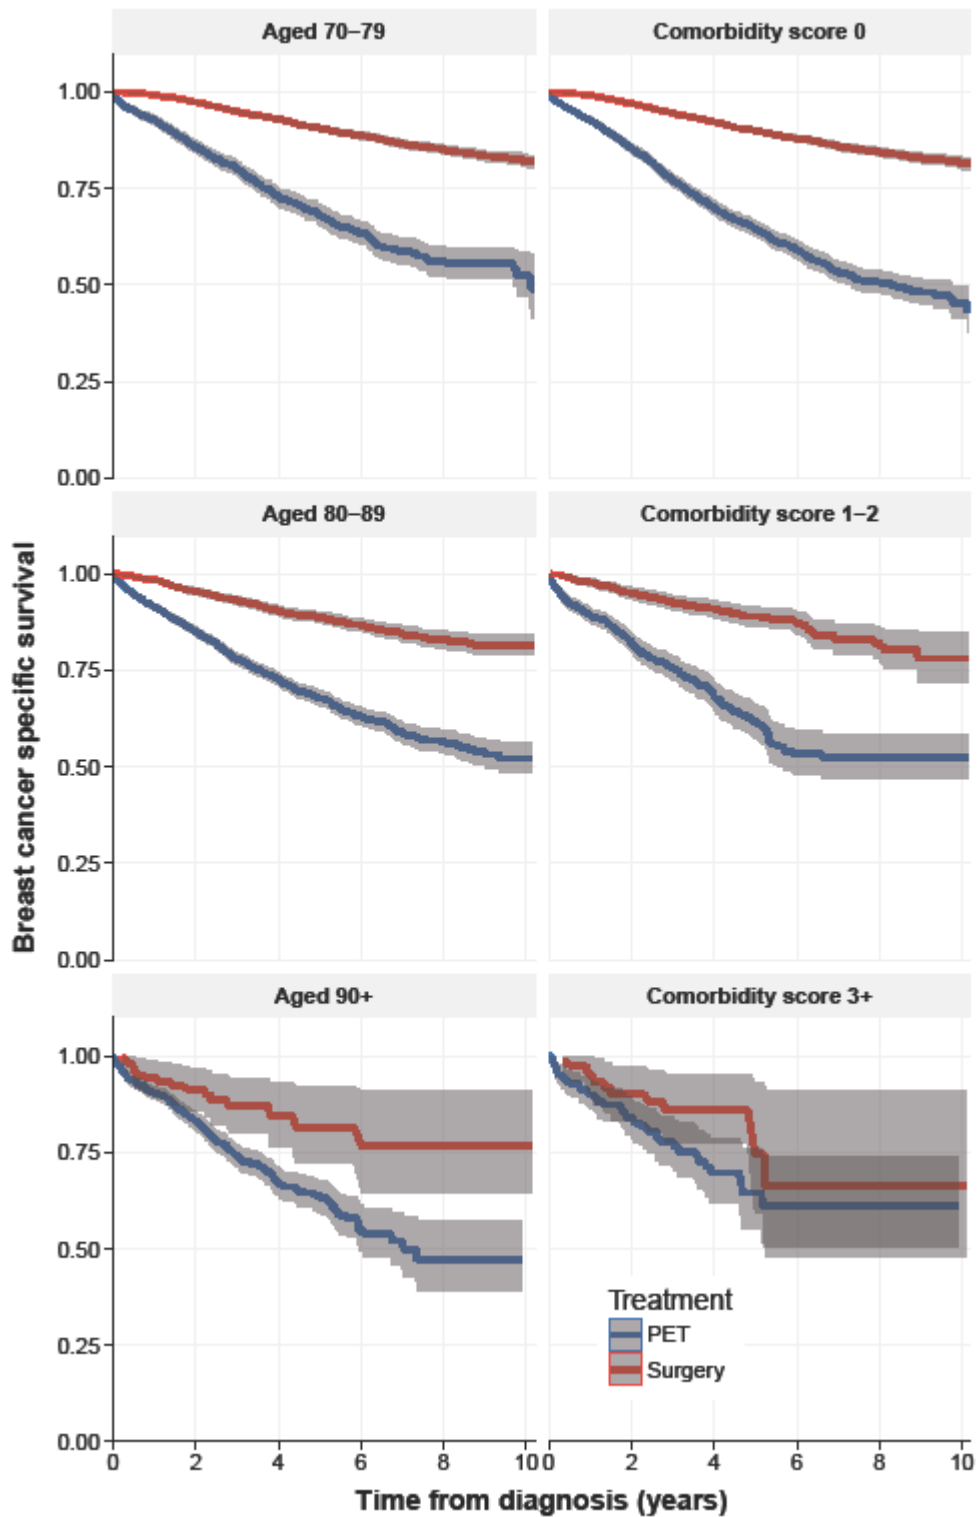 Aged 70–79
Comorbidity score 0
1.00
0.75
0.50
0.25
0.00
Aged 80–89
Comorbidity score 1–2
1.00
0.75
0.50
0.25
0.00
Breast cancer specific survival
Aged 90+
Comorbidity score 3+
1.00
0.75
0.50
0.25
0.00
Treatment
PET
Surgery
0 2 4 6 8 10 0 2 4 6 8 10
Time from diagnosis (years)